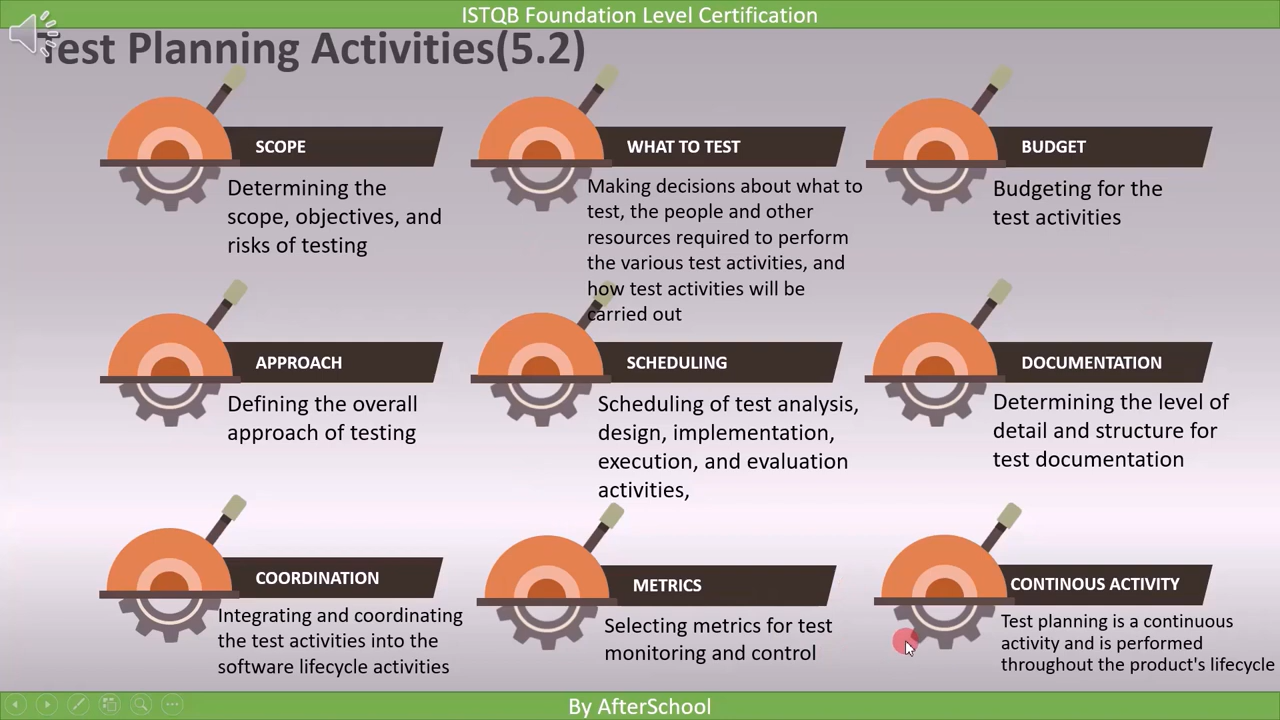 ISTQB Foundation Level Certification
Test Planning Activities(5.2)
SCOPE
Determining the
scope, objectives, and
risks of testing
WHAT TO TEST
Making decisions about what to
test, the people and other
resources required to perform
the various test activities, and
how test activities will be
carried out
BUDGET
Budgeting for the
test activities
APPROACH
Defining the overall
approach of testing
SCHEDULING
Scheduling of test analysis,
design, implementation,
execution, and evaluation
activities,
DOCUMENTATION
Determining the level of
detail and structure for
test documentation
COORDINATION
Integrating and coordinating
the test activities into the
software lifecycle activities
METRICS
Selecting metrics for test
monitoring and control
CONTINOUS ACTIVITY
Test planning is a continuous
activity and is performed
throughout the product's lifecycle
By AfterSchool